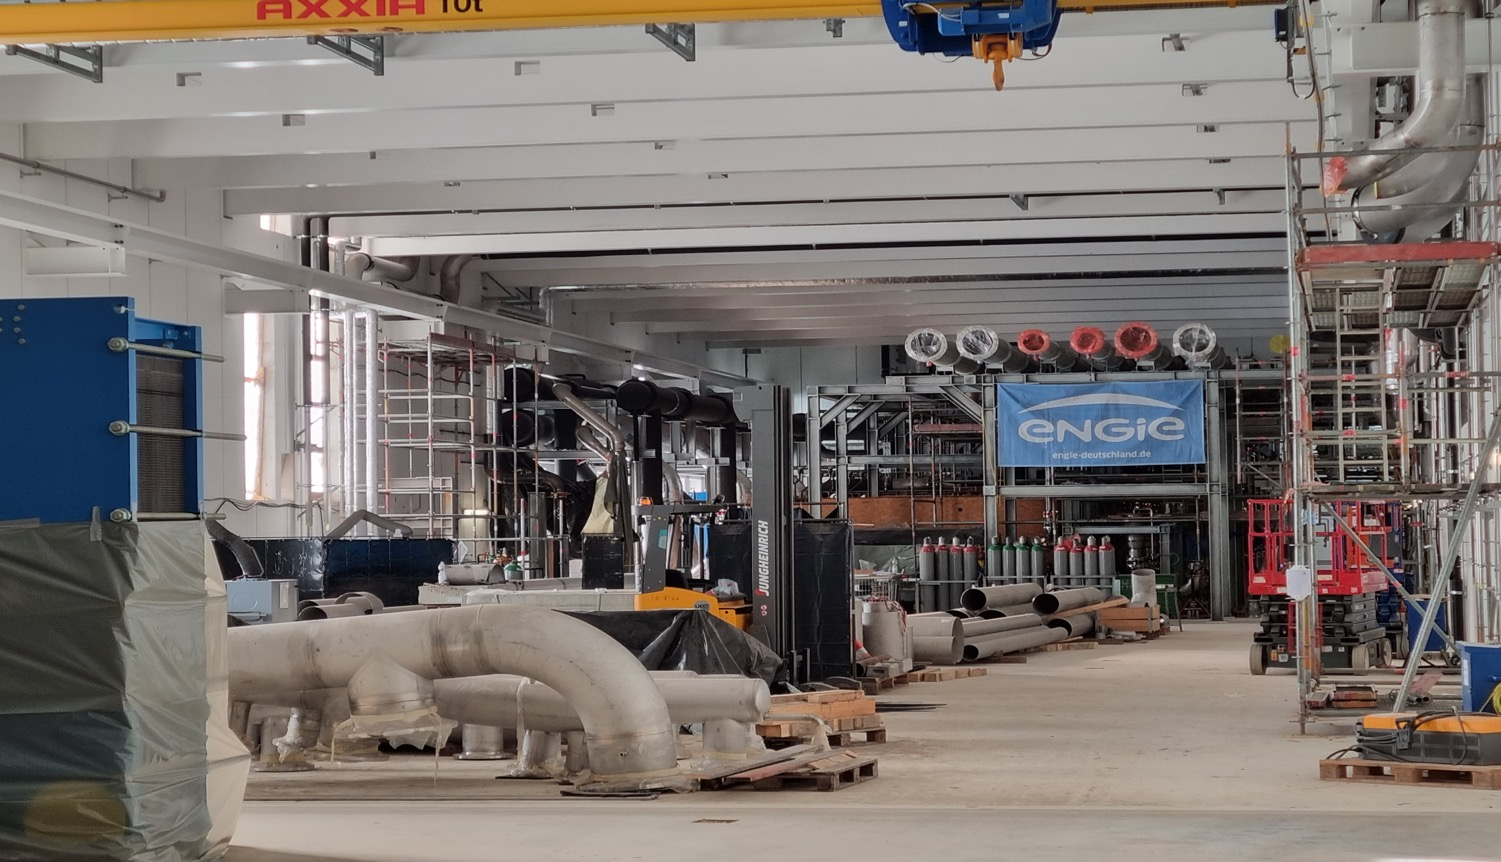 AXXIA 10t
ENGIE
engie-deutschland.de
JUNGHEINRICH